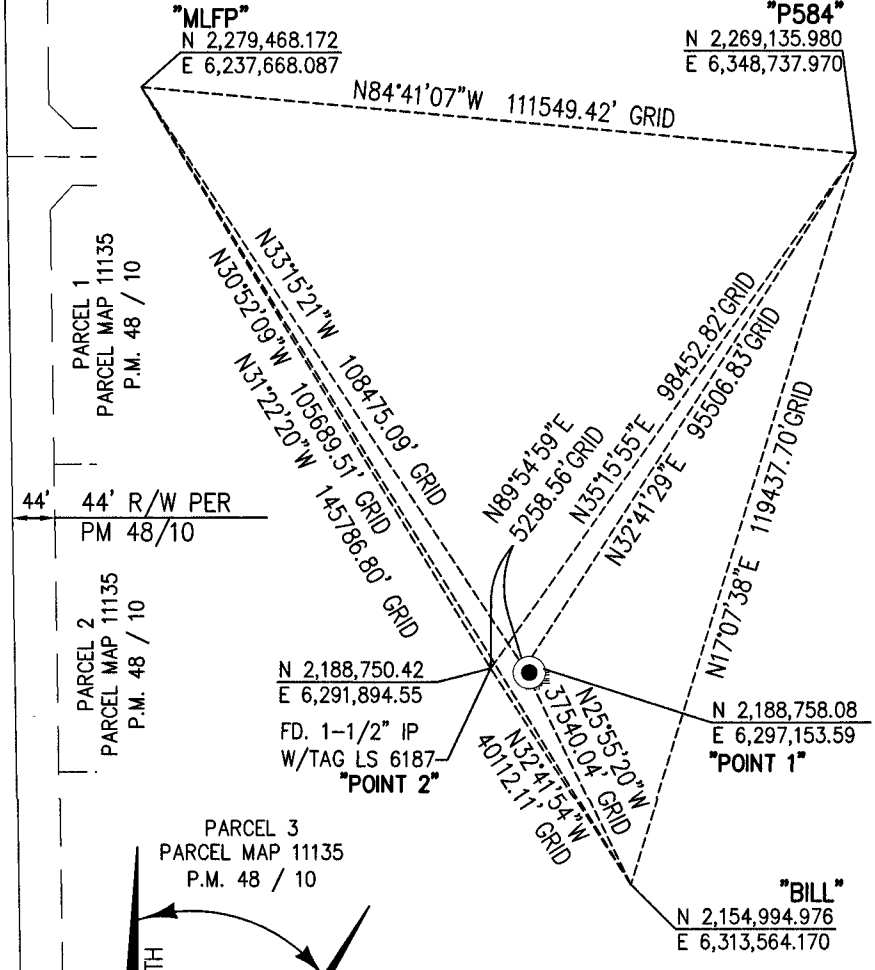 "MLFP"
N 2,279,468.172
E 6,237,668.087
"P584"
N 2,269,135.980
E 6,348,737.970
N84°41'07"W 111549.42' GRID
PARCEL 1
PARCEL MAP 11135
P.M. 48 / 10
N33°15'21"W 108475.09' GRID
N30°52'09"W 105689.51' GRID
N31°22'20"W 145786.80' GRID
N89°54'59"E
5258.56' GRID
N35°15'55"E 98452.82' GRID
N32°41'29"E 95506.83' GRID
N17°07'38"E 119437.70' GRID
44'
44' R/W PER
PM 48/10
PARCEL 2
PARCEL MAP 11135
P.M. 48 / 10
N 2,188,750.42
E 6,291,894.55
FD. 1-1/2" IP
W/TAG LS 6187
"POINT 2"
N 2,188,758.08
E 6,297,153.59
"POINT 1"
N25°55'20"W
37540.04' GRID
N32°41'54"W
40112.11' GRID
PARCEL 3
PARCEL MAP 11135
P.M. 48 / 10
"BILL"
N 2,154,994.976
E 6,313,564.170
TH